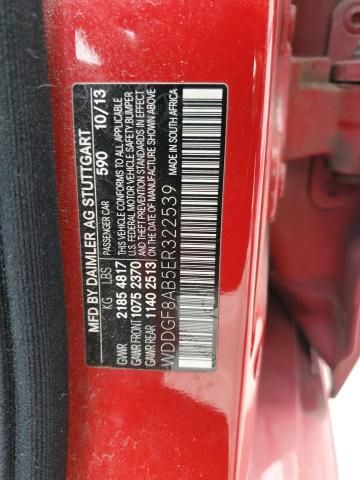 MFD BY DAIMLER AG STUTTGART
PASSENGER CAR 590 10/13
KG LBS THIS VEHICLE CONFORMS TO ALL APPLICABLE
GVWR 2185 4817 U.S. FEDERAL MOTOR VEHICLE SAFETY BUMPER
GAWR FRONT 1075 2370 AND THEFT PREVENTION STANDARDS IN EFFECT
GAWR REAR 1140 2513 ON THE DATE OF MANUFACTURE SHOWN ABOVE
MADE IN SOUTH AFRICA
WDDGF8AB5ER322539